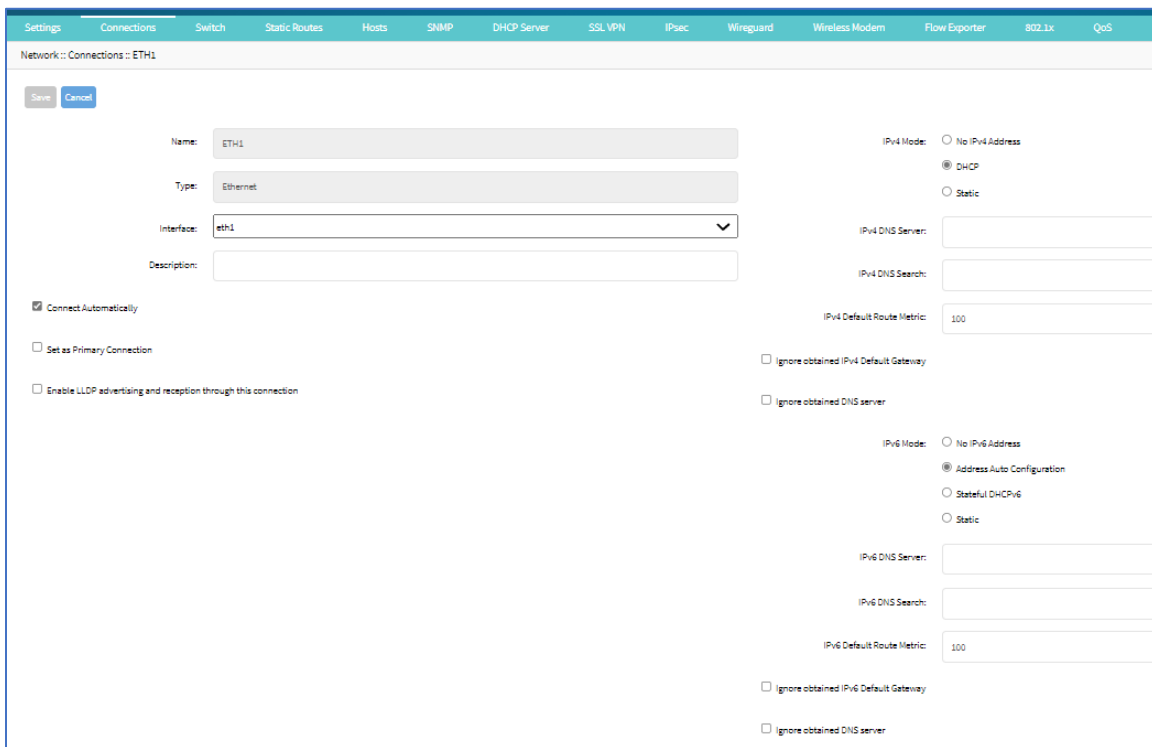 Settings Connections Switch Static Routes Hosts SNMP DHCP Server SSL VPN IPsec Wireguard Wireless Modem Flow Exporter 802.1x QoS
Network :: Connections :: ETH1
Save Cancel
Name: ETH1
Type: Ethernet
Interface: eth1
Description:
Connect Automatically
Set as Primary Connection
Enable LLDP advertising and reception through this connection
IPv4 Mode: No IPv4 Address
DHCP
Static
IPv4 DNS Server:
IPv4 DNS Search:
IPv4 Default Route Metric: 100
Ignore obtained IPv4 Default Gateway
Ignore obtained DNS server
IPv6 Mode: No IPv6 Address
Address Auto Configuration
Stateful DHCPv6
Static
IPv6 DNS Server:
IPv6 DNS Search:
IPv6 Default Route Metric: 100
Ignore obtained IPv6 Default Gateway
Ignore obtained DNS server